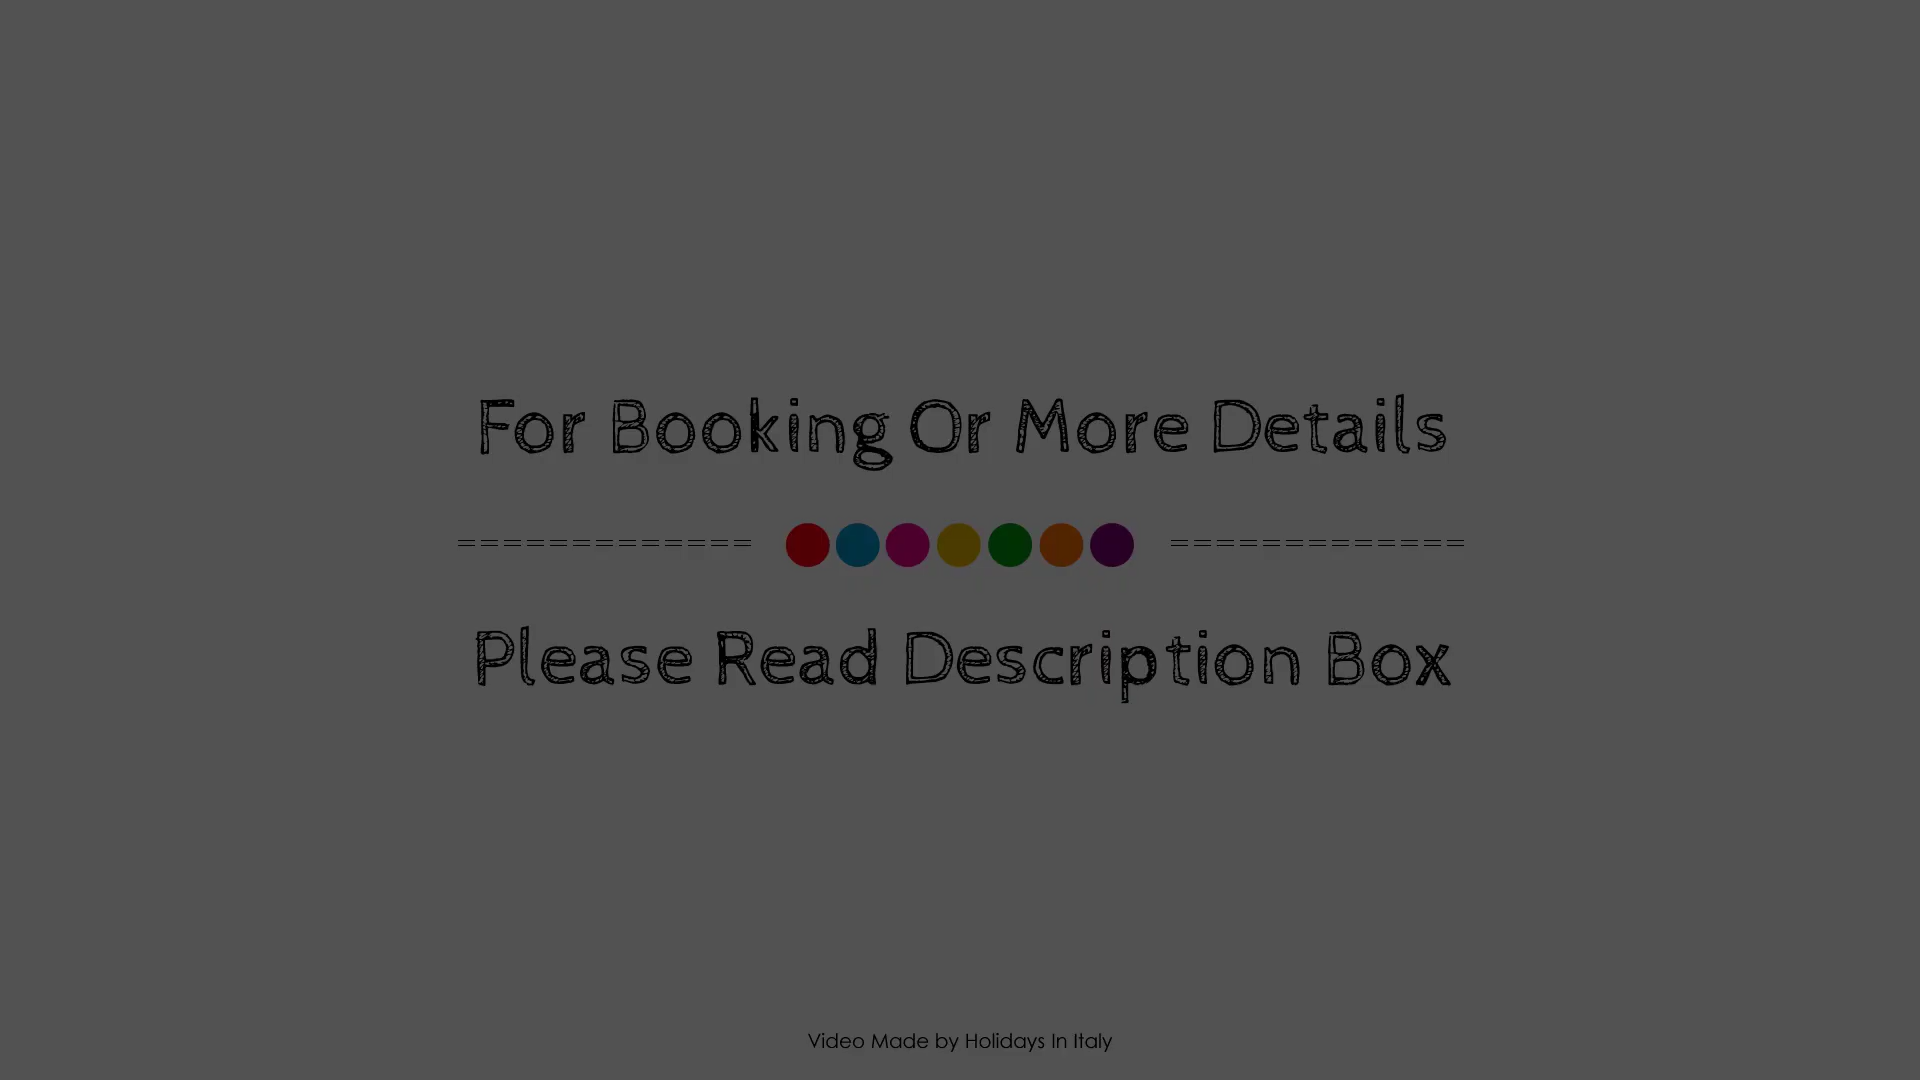 For Booking Or More Details
============= =============
Please Read Description Box
Video Made by Holidays In Italy